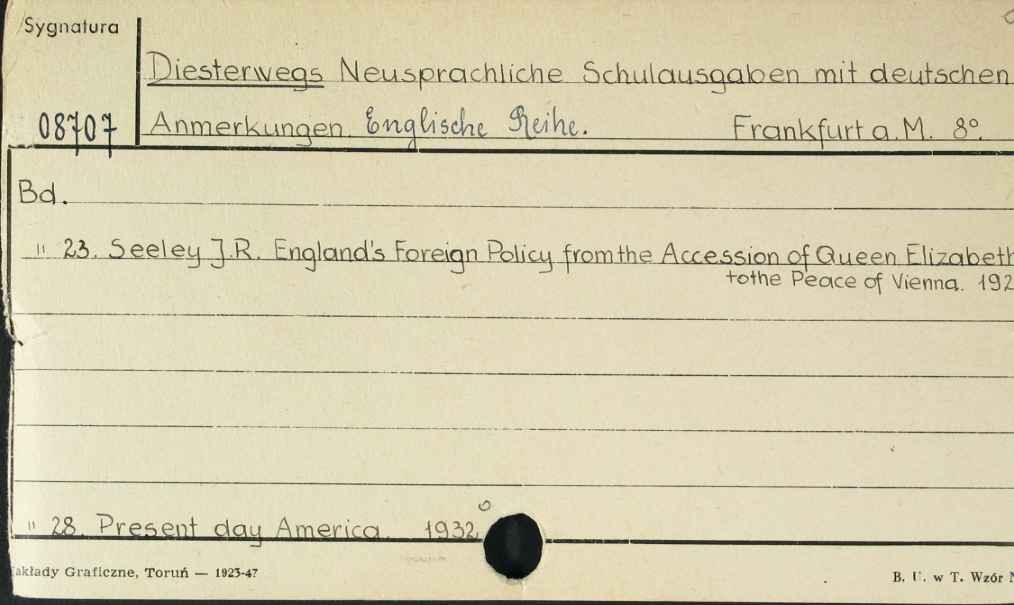 Sygnatura
Diesterwegs Neusprachliche Schulausgaben mit deutschen
08707 Anmerkungen. Englische Reihe. Frankfurt a. M. 8°.
Bd.
" 23. Seeley J.R. England's Foreign Policy from the Accession of Queen Elizabeth
to the Peace of Vienna. 192
" 28. Present day America. 1932.
akłady Graficzne, Toruń — 1923-47
B. U. w T. Wzór N